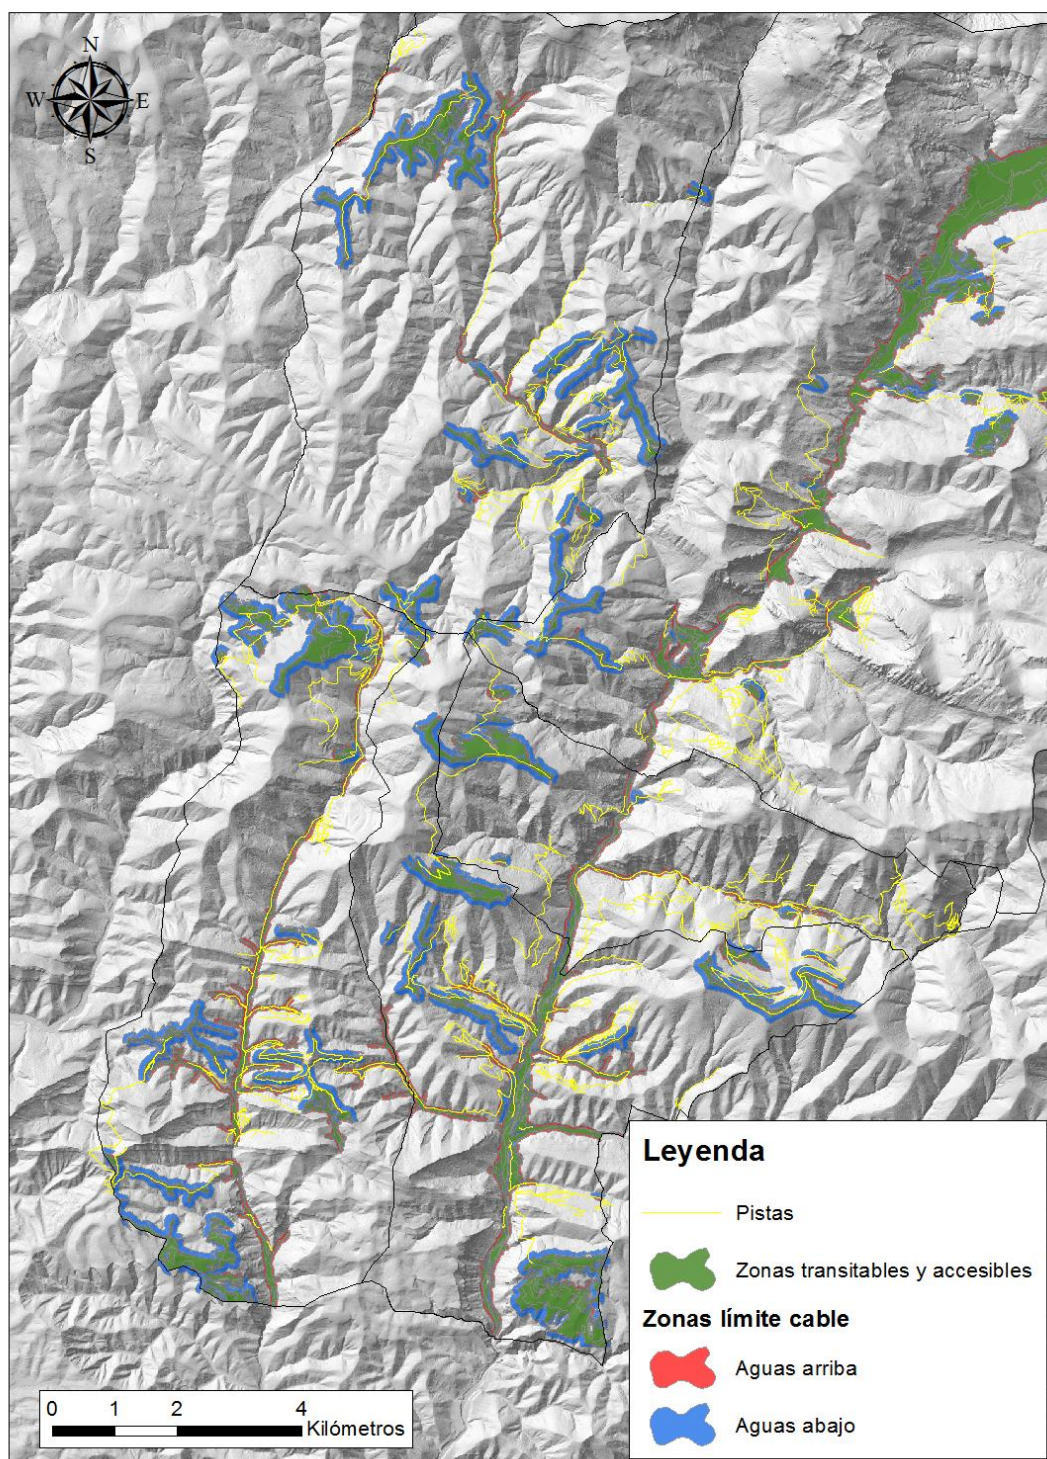 N
W E
S
Leyenda
Pistas
Zonas transitables y accesibles
Zonas límite cable
Aguas arriba
Aguas abajo
0 1 2 4
Kilómetros